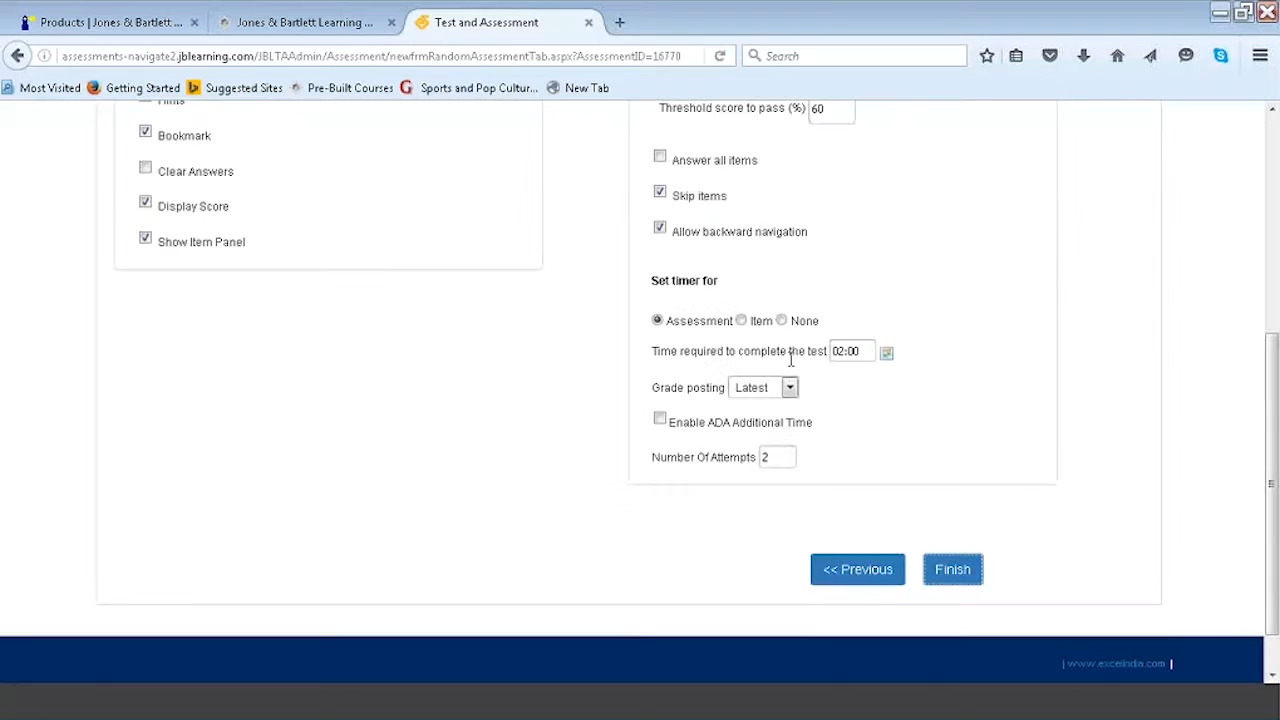 Products | Jones & Bartlett ...
Jones & Bartlett Learning ...
Test and Assessment
assessments-navigate2.jblearning.com/JBLTAAdmin/Assessment/newfrmRandomAssessmentTab.aspx?AssessmentID=16770
Search
Most Visited
Getting Started
Suggested Sites
Pre-Built Courses
Sports and Pop Cultur...
New Tab
Hints
Bookmark
Clear Answers
Display Score
Show Item Panel
Threshold score to pass (%) 60
Answer all items
Skip items
Allow backward navigation
Set timer for
Assessment Item None
Time required to complete the test 02:00
Grade posting Latest
Enable ADA Additional Time
Number Of Attempts 2
<< Previous
Finish
| www.excelindia.com |